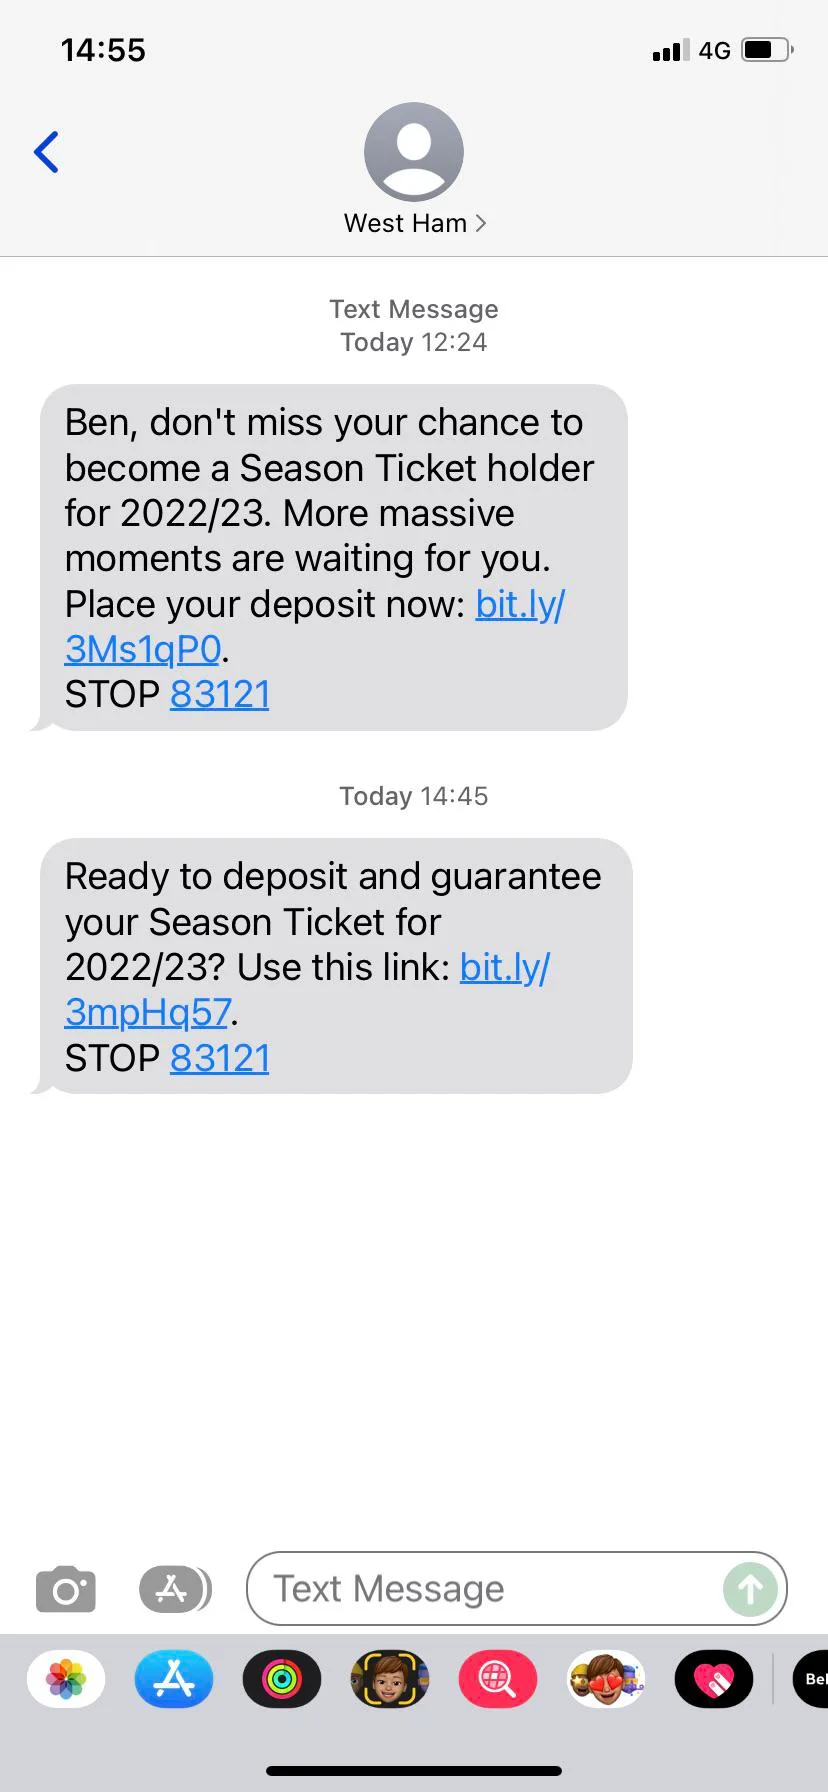 14:55
4G
West Ham
Text Message
Today 12:24
Ben, don't miss your chance to
become a Season Ticket holder
for 2022/23. More massive
moments are waiting for you.
Place your deposit now: bit.ly/
3Ms1qP0.
STOP 83121
Today 14:45
Ready to deposit and guarantee
your Season Ticket for
2022/23? Use this link: bit.ly/
3mpHq57.
STOP 83121
Text Message
Bel